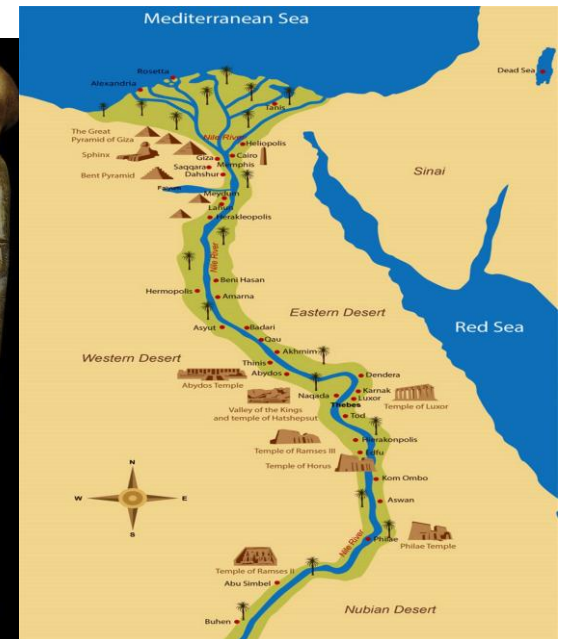 Mediterranean Sea
Dead Sea
Rosetta
Alexandria
Tanis
The Great
Pyramid of Giza
Nile River
Heliopolis
Sphinx
Giza
Cairo
Saqqara
Memphis
Bent Pyramid
Dahshur
Sinai
Fayum
Meydum
Herakleopolis
Nile River
Beni Hasan
Hermopolis
Amarna
Eastern Desert
Asyut
Badari
Red Sea
Qau
Western Desert
Akhmim
Thinis
Abydos
Dendera
Abydos Temple
Karnak
Naqada
Luxor
Valley of the Kings
and temple of Hatshepsut
Thebes
Temple of Luxor
Tod
Hierakonpolis
Temple of Ramses III
Edfu
Temple of Horus
N
Kom Ombo
W
E
Aswan
S
Nile River
Philae
Philae Temple
Temple of Ramses II
Abu Simbel
Nubian Desert
Buhen